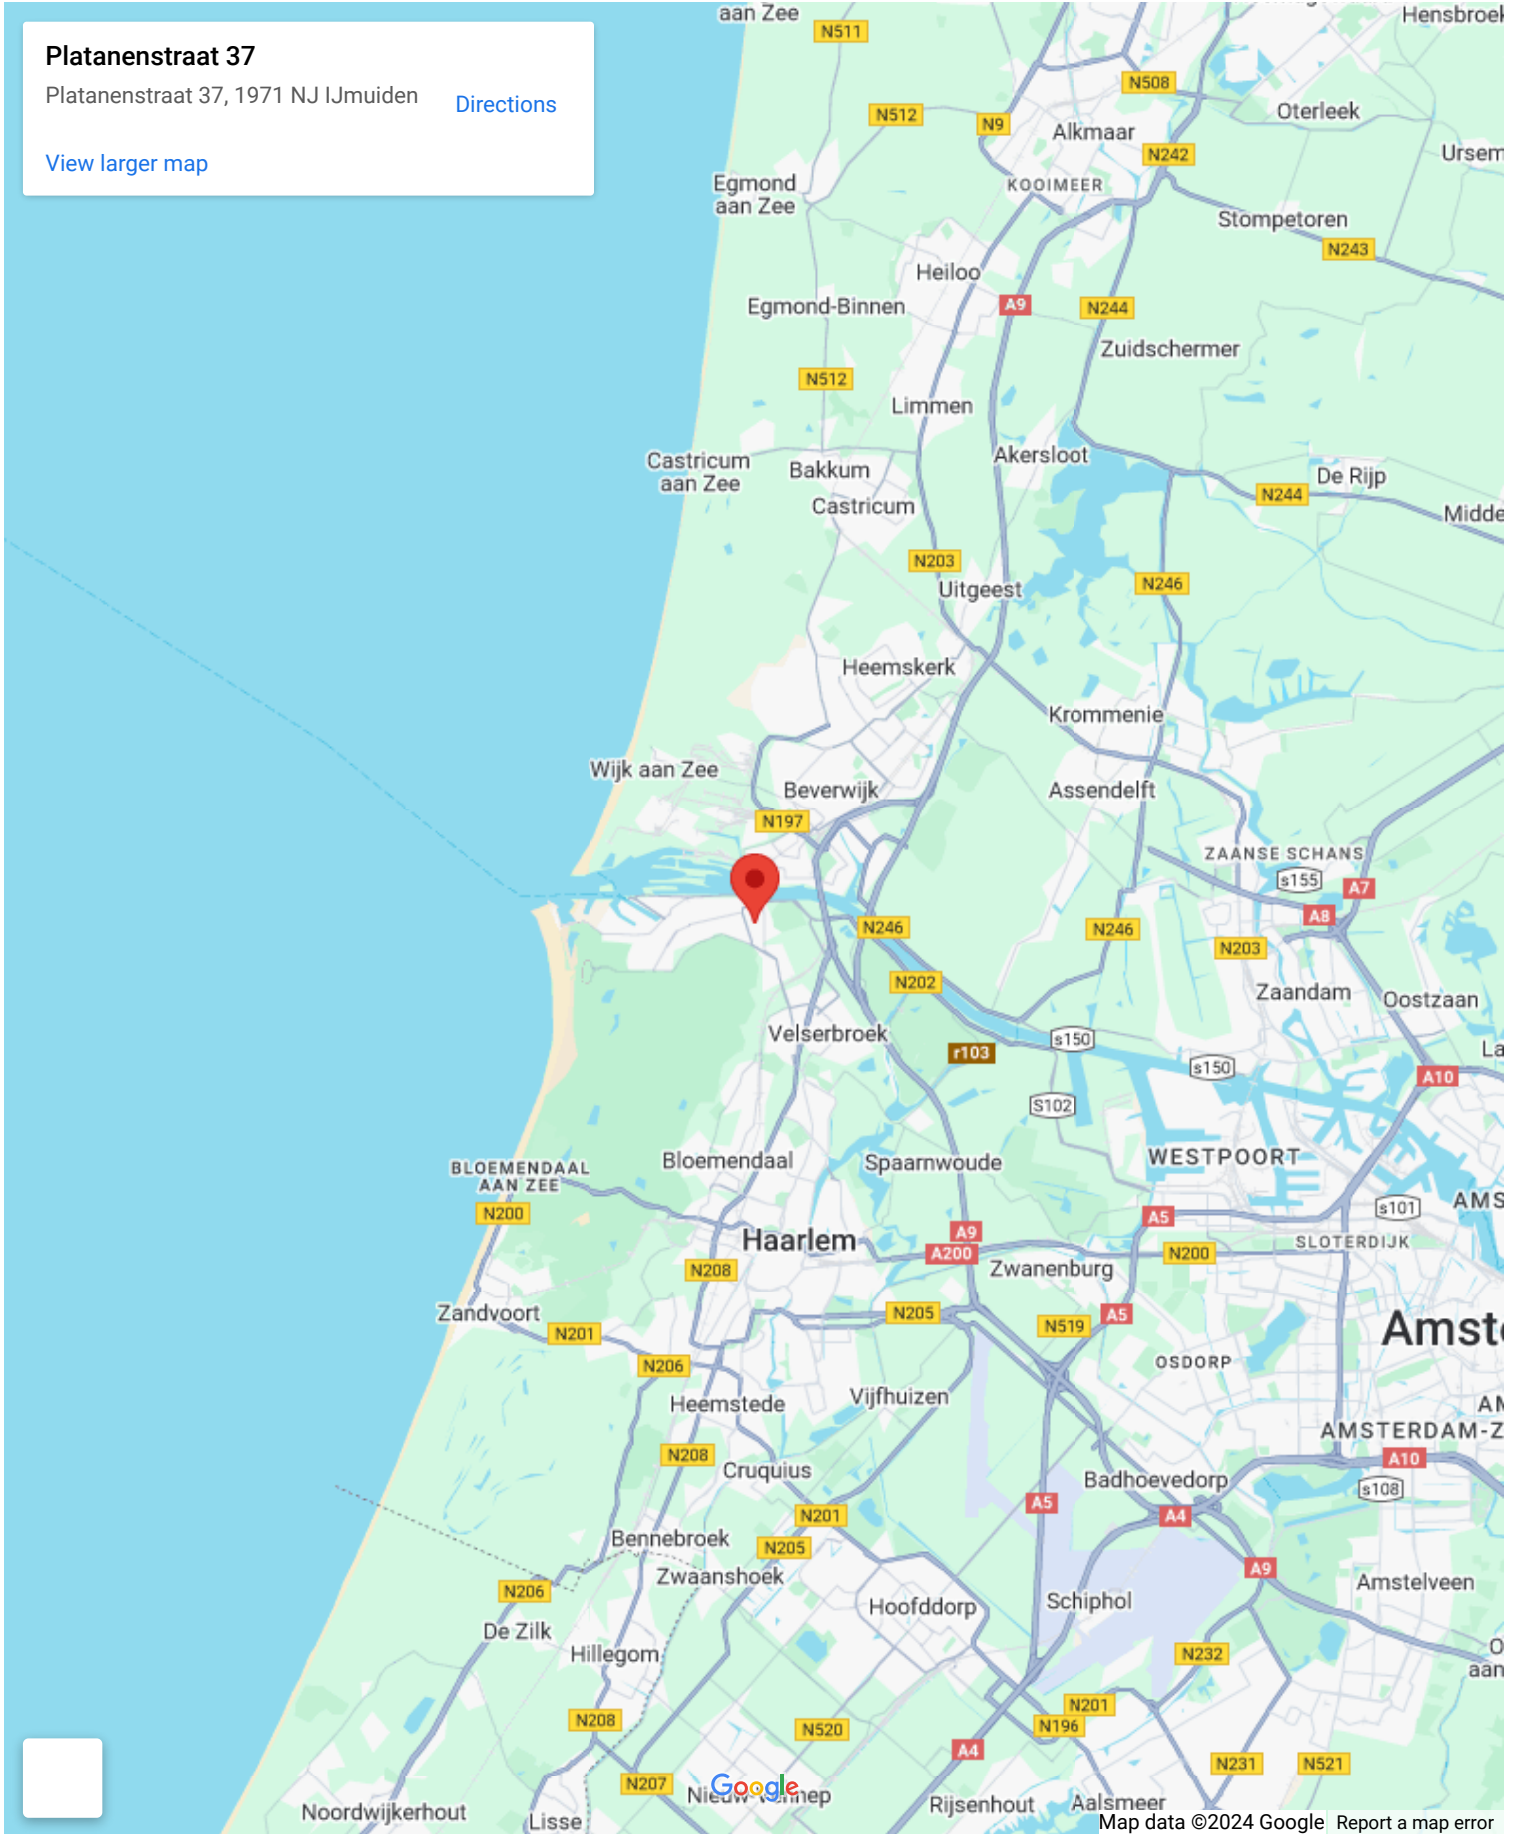 Platanenstraat 37
Platanenstraat 37, 1971 NJ IJmuiden
Directions
View larger map
aan Zee
N511
Hensbroek
N508
N512
N9
Alkmaar
Oterleek
N242
Ursem
KOOIMEER
Egmond
aan Zee
Stompetoren
N243
Heiloo
Egmond-Binnen
A9
N244
Zuidschermer
N512
Limmen
Castricum
aan Zee
Bakkum
Akersloot
De Rijp
N244
Castricum
Midde
N203
Uitgeest
N246
Heemskerk
Krommenie
Wijk aan Zee
Beverwijk
Assendelft
N197
ZAANSE SCHANS
s155
A7
A8
N246
N246
N203
N202
Zaandam
Oostzaan
Velserbroek
s150
r103
La
s150
A10
S102
Bloemendaal
Spaarnwoude
WESTPOORT
BLOEMENDAAL
AAN ZEE
N200
s101
AMS
A5
A9
Haarlem
A200
N200
SLOTERDIJK
N208
Zwanenburg
Zandvoort
N205
A5
N519
N201
Amst
N206
OSDORP
Heemstede
Vijfhuizen
AM
AMSTERDAM-Z
N208
A10
Cruquius
Badhoevedorp
s108
A5
N201
A4
Bennebroek
N205
A9
Zwaanshoek
N206
Amstelveen
Hoofddorp
Schiphol
De Zilk
Hillegom
N232
O
aan
N201
N208
N520
N196
A4
N231
N521
N207
Google
Noordwijkerhout
Lisse
Rijsenhout
Aalsmeer
Map data ©2024 Google
Report a map error